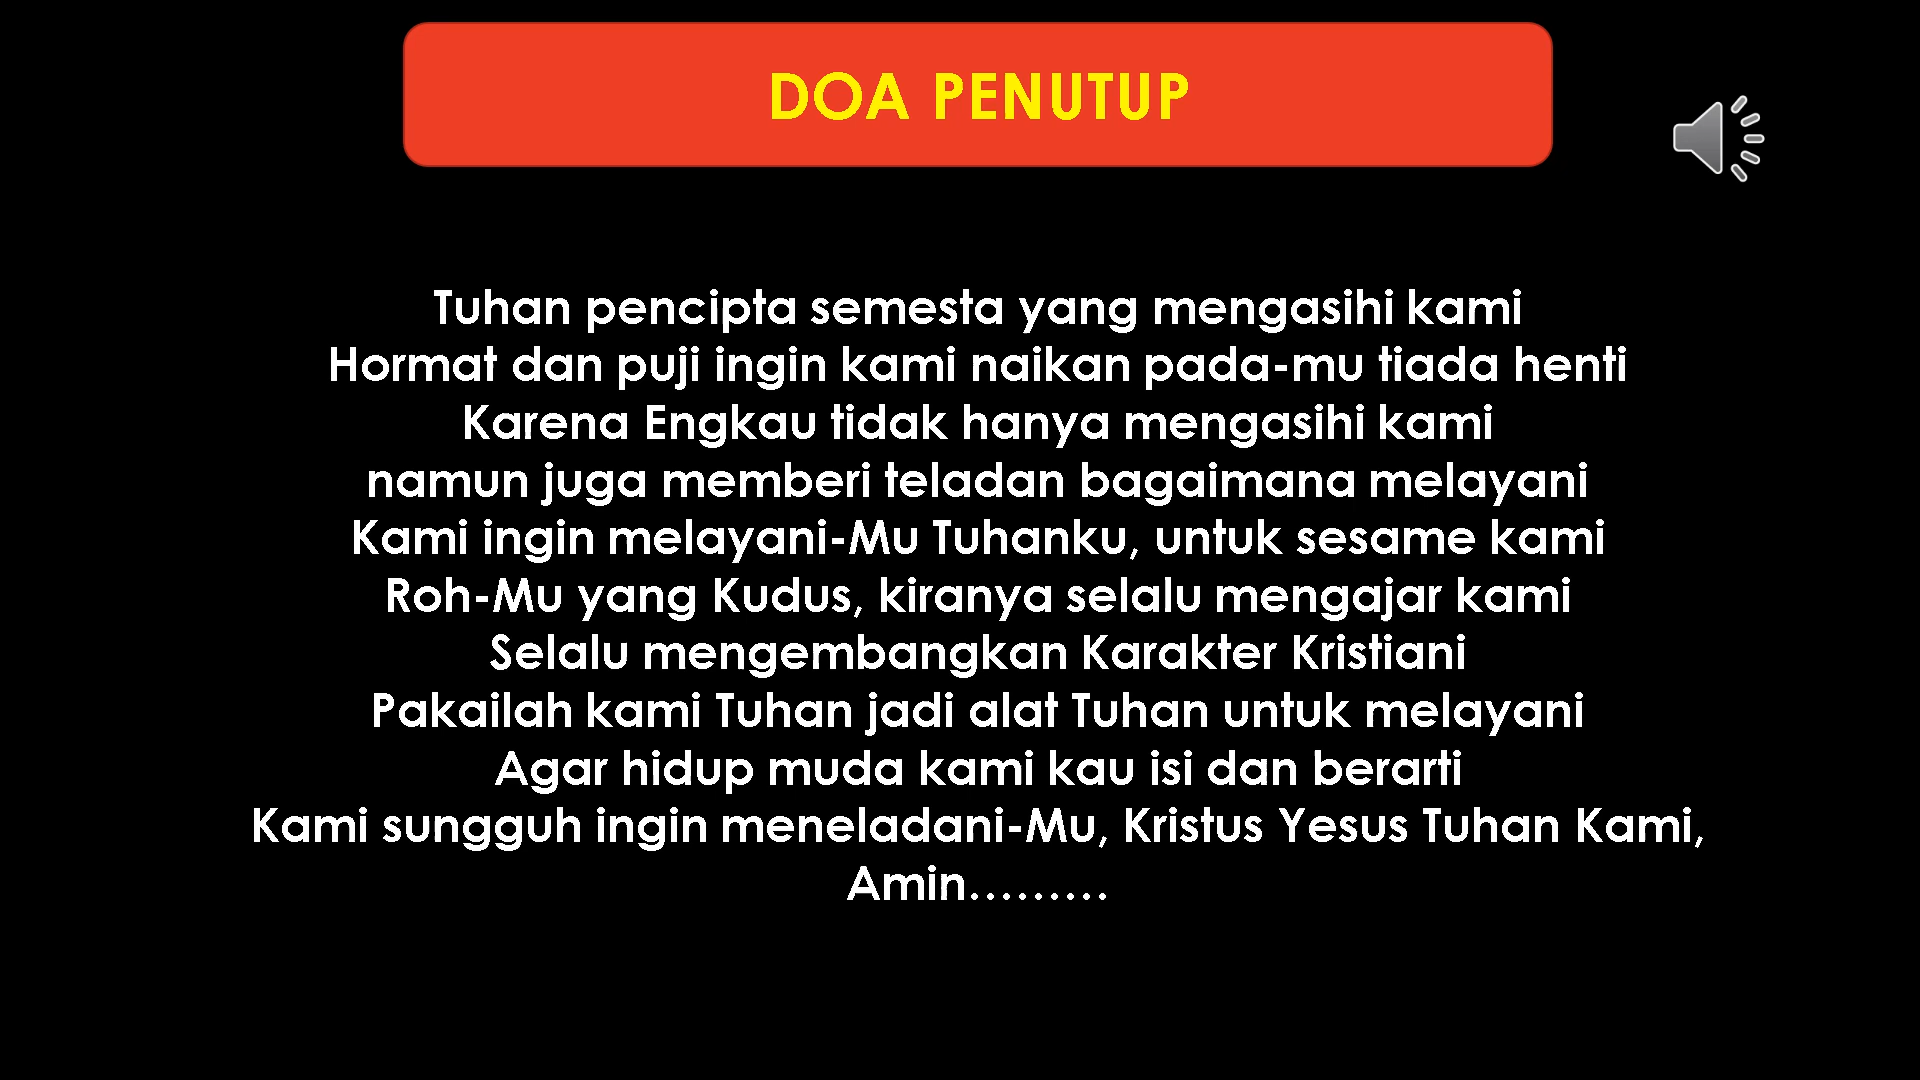 DOA PENUTUP
Tuhan pencipta semesta yang mengasihi kami
Hormat dan puji ingin kami naikan pada-mu tiada henti
Karena Engkau tidak hanya mengasihi kami
namun juga memberi teladan bagaimana melayani
Kami ingin melayani-Mu Tuhanku, untuk sesame kami
Roh-Mu yang Kudus, kiranya selalu mengajar kami
Selalu mengembangkan Karakter Kristiani
Pakailah kami Tuhan jadi alat Tuhan untuk melayani
Agar hidup muda kami kau isi dan berarti
Kami sungguh ingin meneladani-Mu, Kristus Yesus Tuhan Kami,
Amin………